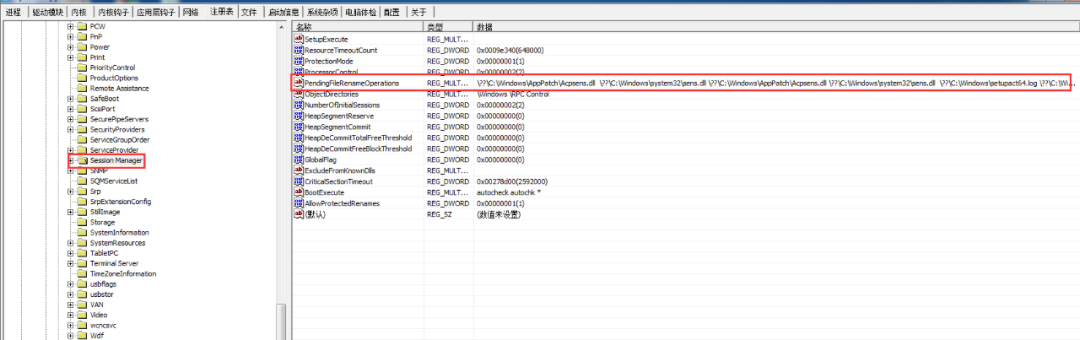 进程 驱动模块 内核 内核钩子 应用层钩子 网络 注册表 文件 启动信息 系统杂项 电脑体检 配置 关于
PCW
PnP
Power
Print
PriorityControl
ProductOptions
Remote Assistance
SafeBoot
ScsiPort
SecurePipeServers
SecurityProviders
ServiceGroupOrder
ServiceProvider
Session Manager
SNMP
SQMServiceList
Srp
SrpExtensionConfig
StillImage
Storage
SystemInformation
SystemResources
TabletPC
Terminal Server
TimeZoneInformation
usbflags
usbstor
VAN
Video
wcncsvc
Wdf
名称 类型 数据
SetupExecute REG_MULT...
ResourceTimeoutCount REG_DWORD 0x0009e340(648000)
ProtectionMode REG_DWORD 0x00000001(1)
ProcessorControl REG_DWORD 0x00000002(2)
PendingFileRenameOperations REG_MULT... \??\C:\Windows\AppPatch\Acpsens.dll \??\C:\Windows\system32\sens.dll \??\C:\Windows\AppPatch\Acpsens.dll \??\C:\Windows\system32\sens.dll \??\C:\Windows\setupact64.log \??\C:\W...
ObjectDirectories REG_MULT... \Windows \RPC Control
NumberOfInitialSessions REG_DWORD 0x00000002(2)
HeapSegmentReserve REG_DWORD 0x00000000(0)
HeapSegmentCommit REG_DWORD 0x00000000(0)
HeapDeCommitTotalFreeThreshold REG_DWORD 0x00000000(0)
HeapDeCommitFreeBlockThreshold REG_DWORD 0x00000000(0)
GlobalFlag REG_DWORD 0x00000000(0)
ExcludeFromKnownDlls REG_MULT...
CriticalSectionTimeout REG_DWORD 0x00278d00(2592000)
BootExecute REG_MULT... autocheck autochk *
AllowProtectedRenames REG_DWORD 0x00000001(1)
(默认) REG_SZ (数值未设置)